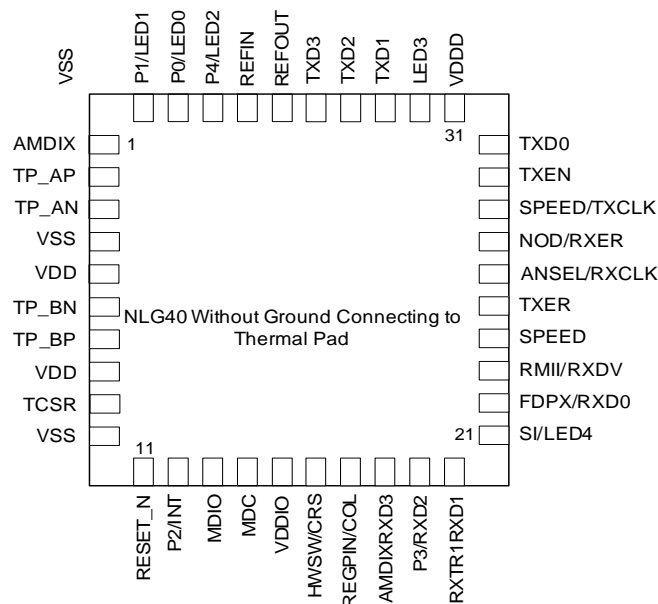 VSS
P1/LED1
P0/LED0
P4/LED2
REFIN
REFOUT
TXD3
TXD2
TXD1
LED3
VDDD
AMDIX
1
31
TXD0
TP_AP
TXEN
TP_AN
SPEED/TXCLK
VSS
NOD/RXER
VDD
ANSEL/RXCLK
TP_BN
TXER
NLG40 Without Ground Connecting to
Thermal Pad
TP_BP
SPEED
VDD
RMII/RXDV
TCSR
FDPX/RXD0
VSS
11
21
SI/LED4
RESET_N
P2/INT
MDIO
MDC
VDDIO
HWSW/CRS
REGPIN/COL
AMDIXRXD3
P3/RXD2
RXTR1RXD1